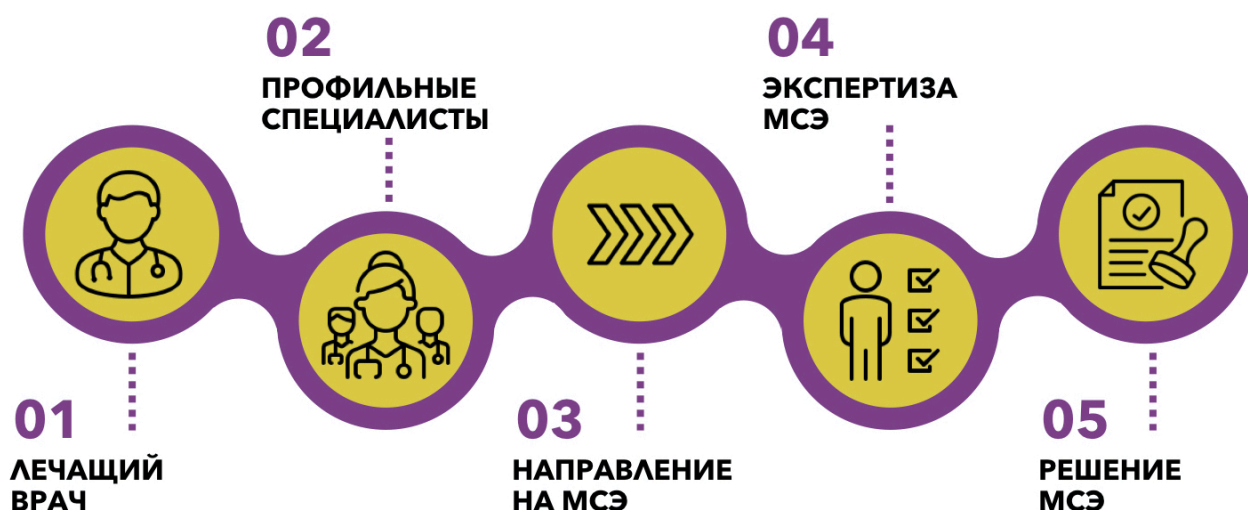 01
ЛЕЧАЩИЙ
ВРАЧ
02
ПРОФИЛЬНЫЕ
СПЕЦИАЛИСТЫ
03
НАПРАВЛЕНИЕ
НА МСЭ
04
ЭКСПЕРТИЗА
МСЭ
05
РЕШЕНИЕ
МСЭ